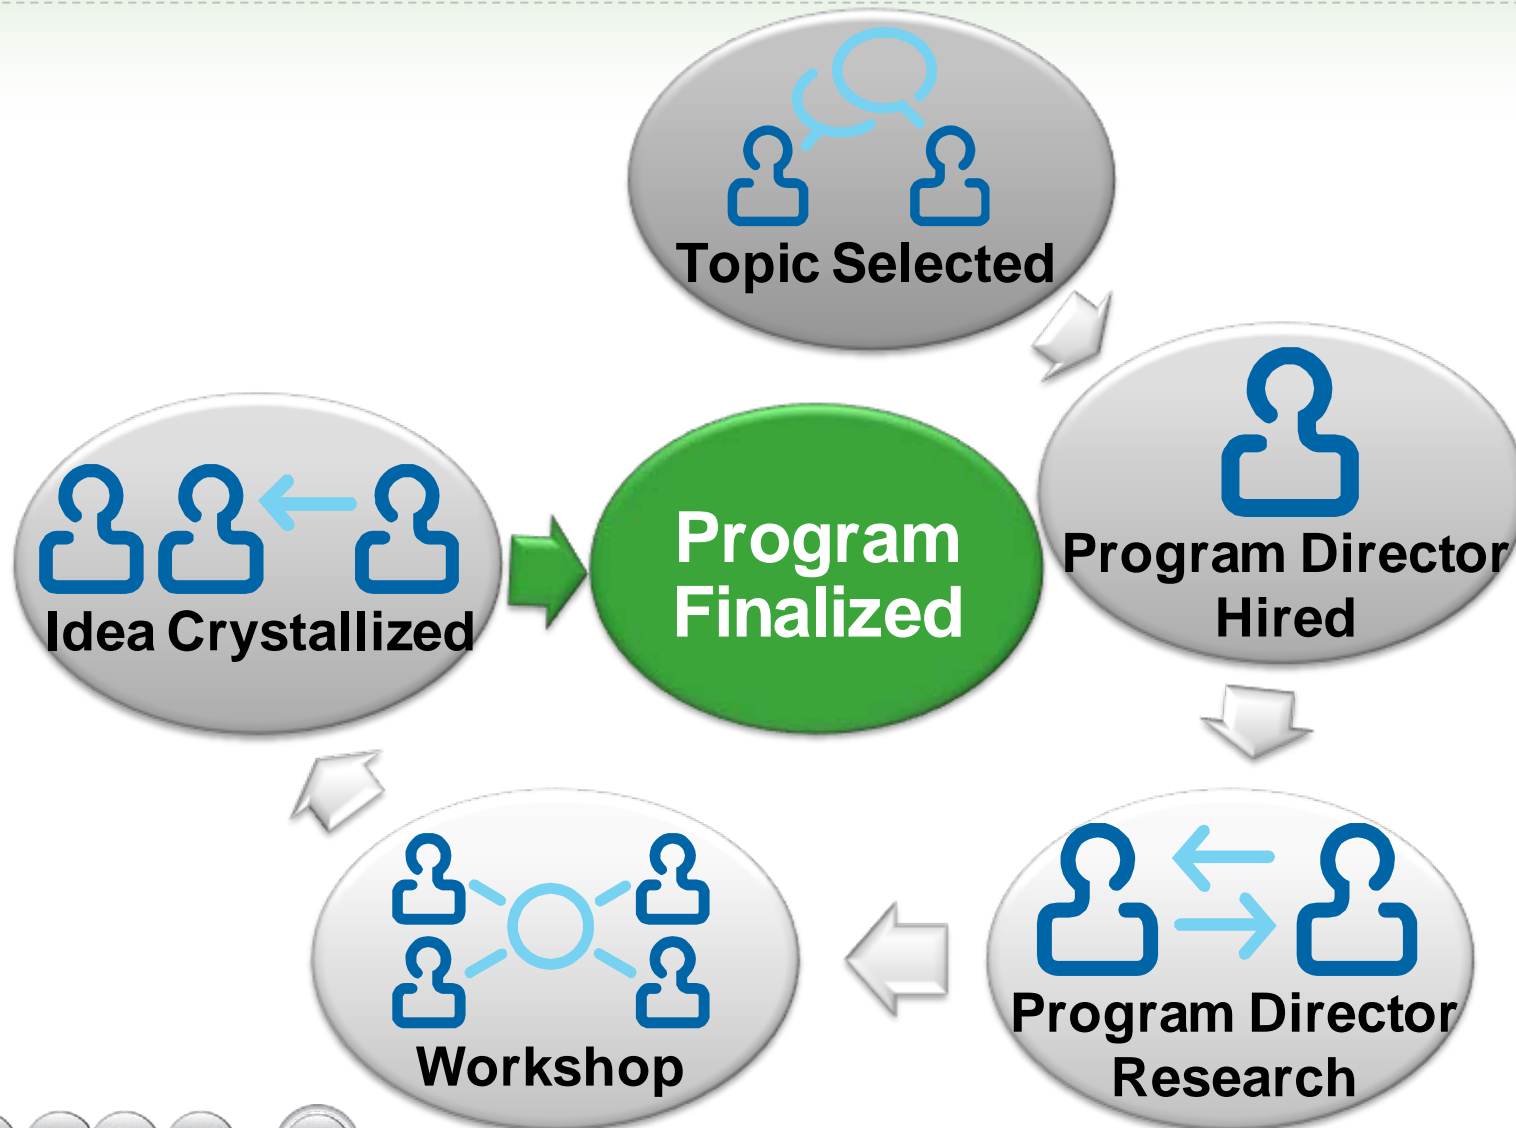 Topic Selected
Program Director
Hired
Program Director
Research
Workshop
Idea Crystallized
Program
Finalized